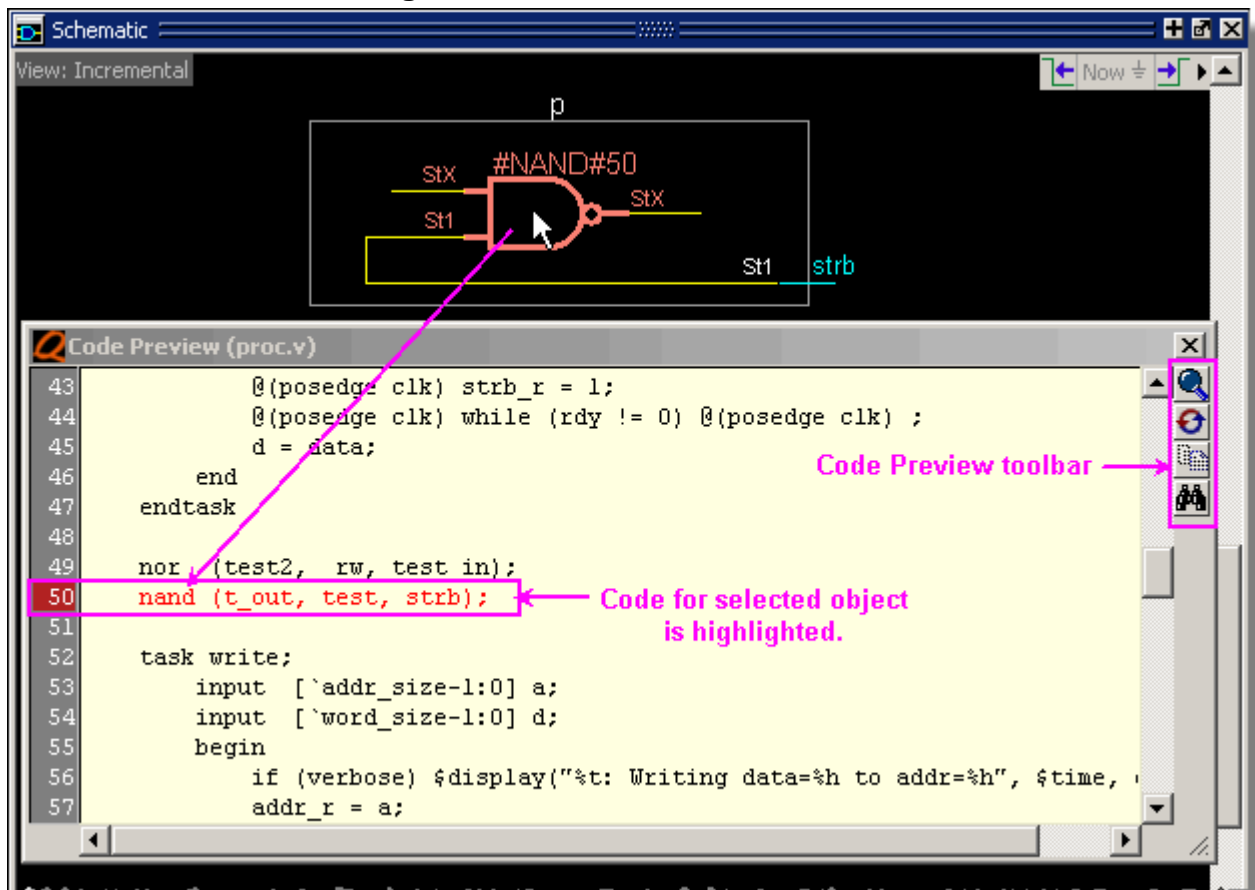 Schematic
View: Incremental
Now
p
#NAND#50
StX
StX
St1
St1 strb
Code Preview (proc.v)
43 @(posedge clk) strb_r = 1;
44 @(posedge clk) while (rdy != 0) @(posedge clk) ;
45 d = data;
46 end
47 endtask
48
49 nor (test2, rw, test in);
50 nand (t_out, test, strb);
51
52 task write;
53 input [`addr_size-1:0] a;
54 input [`word_size-1:0] d;
55 begin
56 if (verbose) $display("%t: Writing data=%h to addr=%h", $time,
57 addr_r = a;
Code Preview toolbar
Code for selected object
is highlighted.